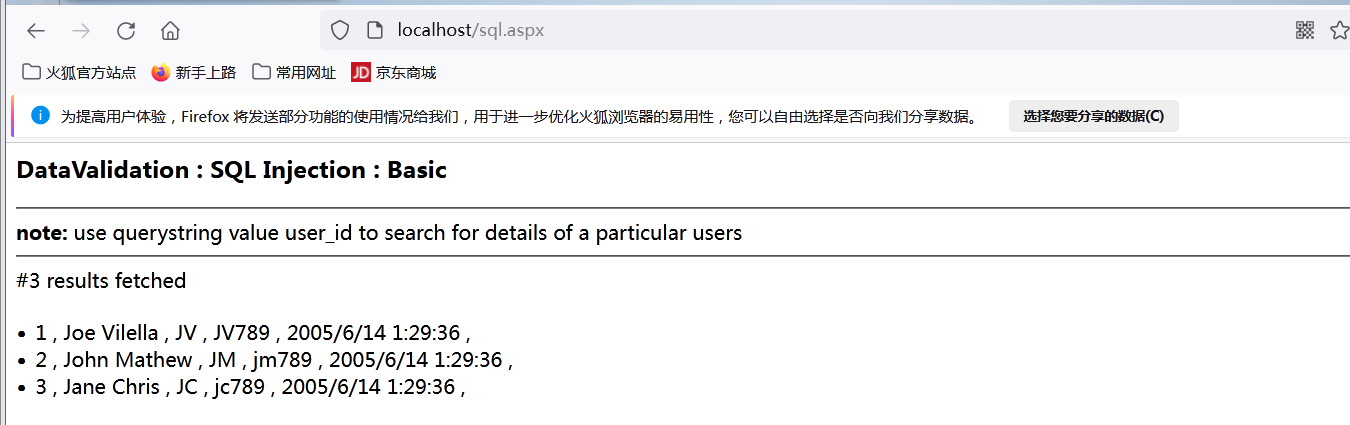 localhost/sql.aspx
火狐官方站点 新手上路 常用网址 JD 京东商城
为提高用户体验，Firefox 将发送部分功能的使用情况给我们，用于进一步优化火狐浏览器的易用性，您可以自由选择是否向我们分享数据。 选择您要分享的数据(C)
DataValidation : SQL Injection : Basic
note: use querystring value user_id to search for details of a particular users
#3 results fetched
• 1 , Joe Vilella , JV , JV789 , 2005/6/14 1:29:36 ,
• 2 , John Mathew , JM , jm789 , 2005/6/14 1:29:36 ,
• 3 , Jane Chris , JC , jc789 , 2005/6/14 1:29:36 ,